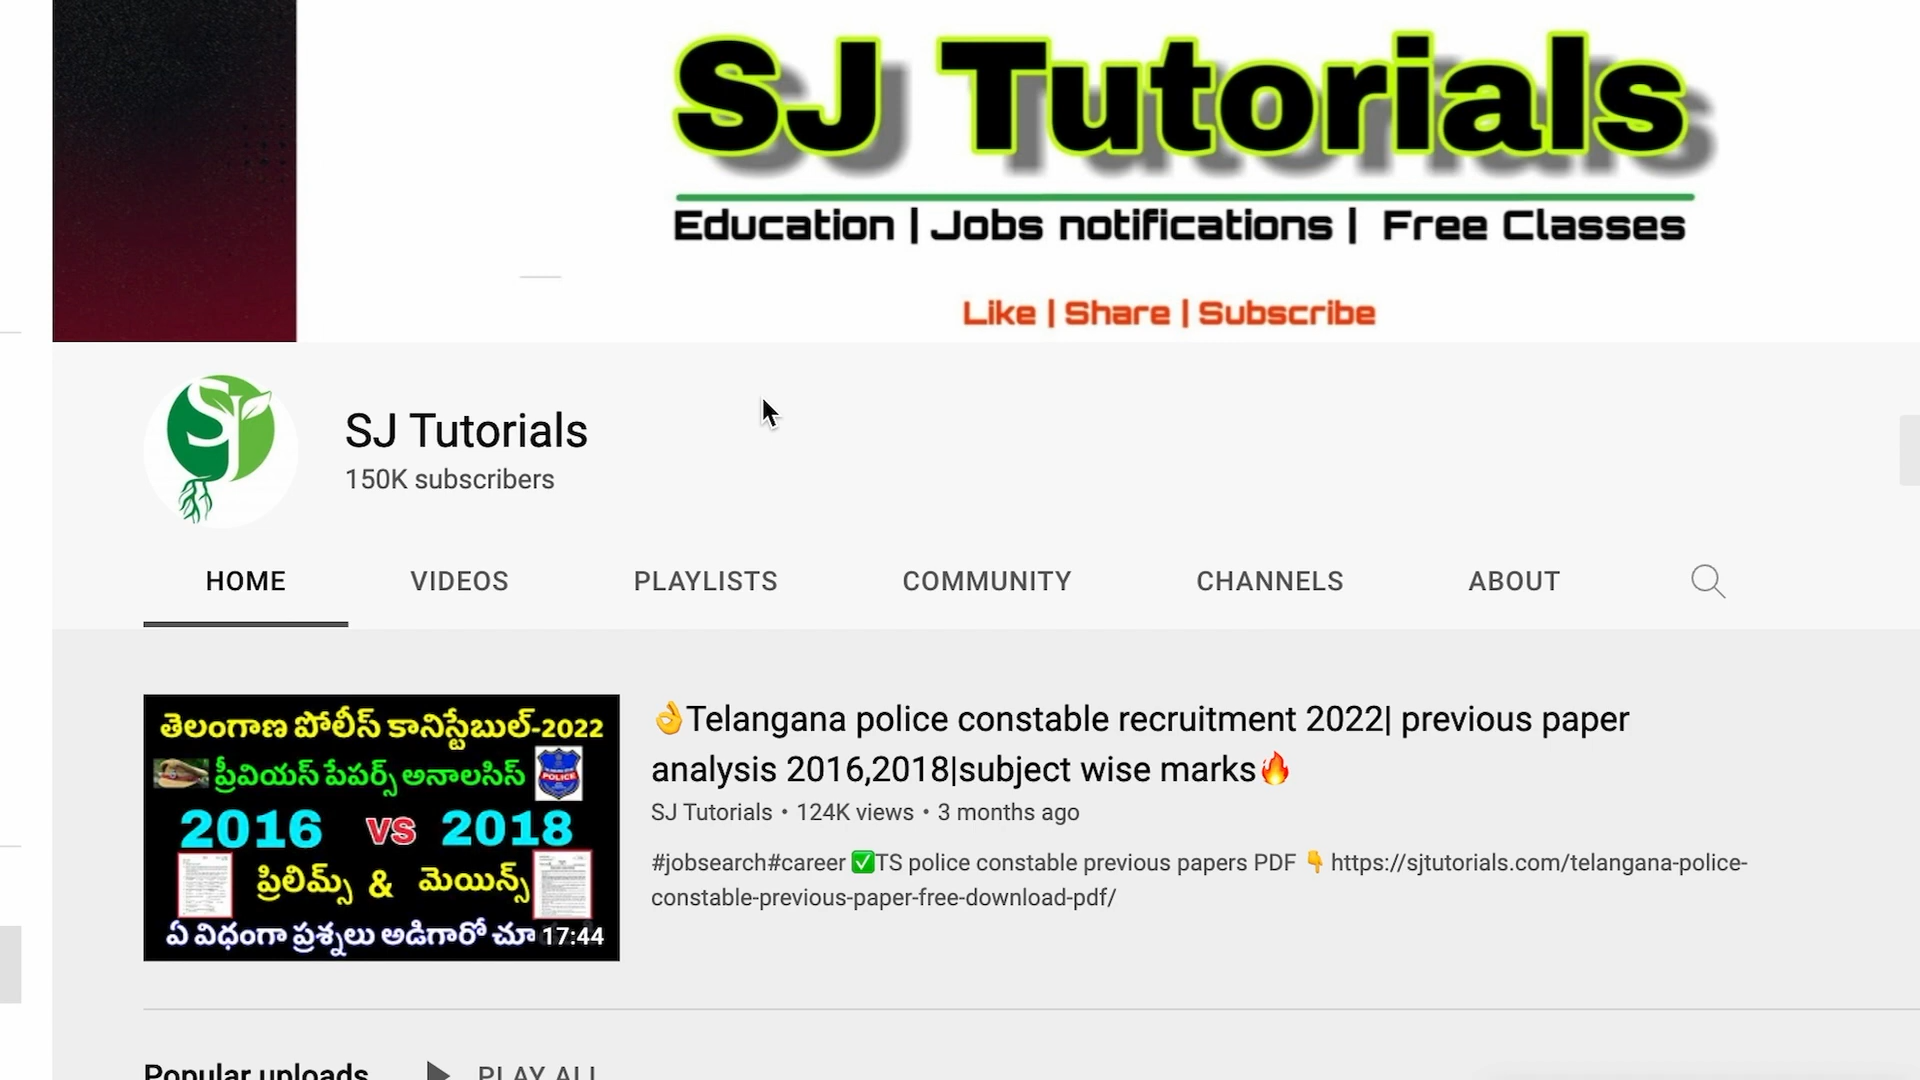 SJ Tutorials
Education | Jobs notifications | Free Classes
Like | Share | Subscribe
SJ
SJ Tutorials
150K subscribers
HOME VIDEOS PLAYLISTS COMMUNITY CHANNELS ABOUT
తెలంగాణ పోలీస్ కానిస్టేబుల్-2022
ప్రీవియస్ పేపర్స్ అనాలసిస్
POLICE
2016 VS 2018
ప్రిలిమ్స్ & మెయిన్స్
ఏ విధంగా ప్రశ్నలు అడిగారో
17:44
👌Telangana police constable recruitment 2022| previous paper
analysis 2016,2018|subject wise marks🔥
SJ Tutorials • 124K views • 3 months ago
#jobsearch#career ✅TS police constable previous papers PDF 👇 https://sjtutorials.com/telangana-police-
constable-previous-paper-free-download-pdf/
Popular uploads PLAY ALL